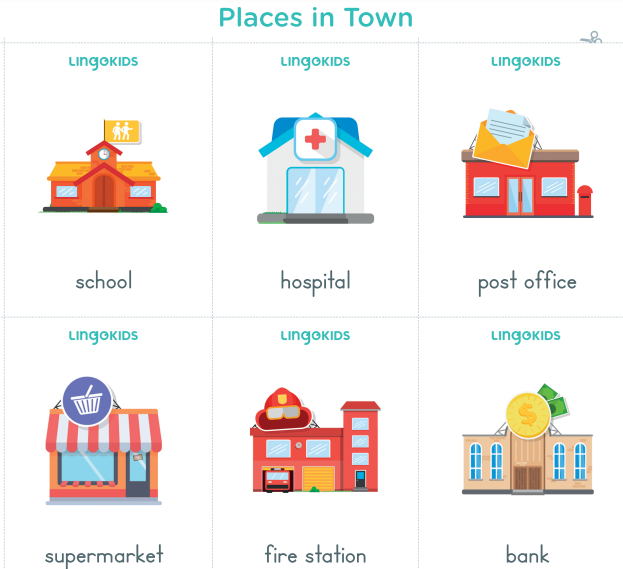 Places in Town
LINGOKIDS LINGOKIDS LINGOKIDS
school hospital post office
LINGOKIDS LINGOKIDS LINGOKIDS
$
supermarket fire station bank